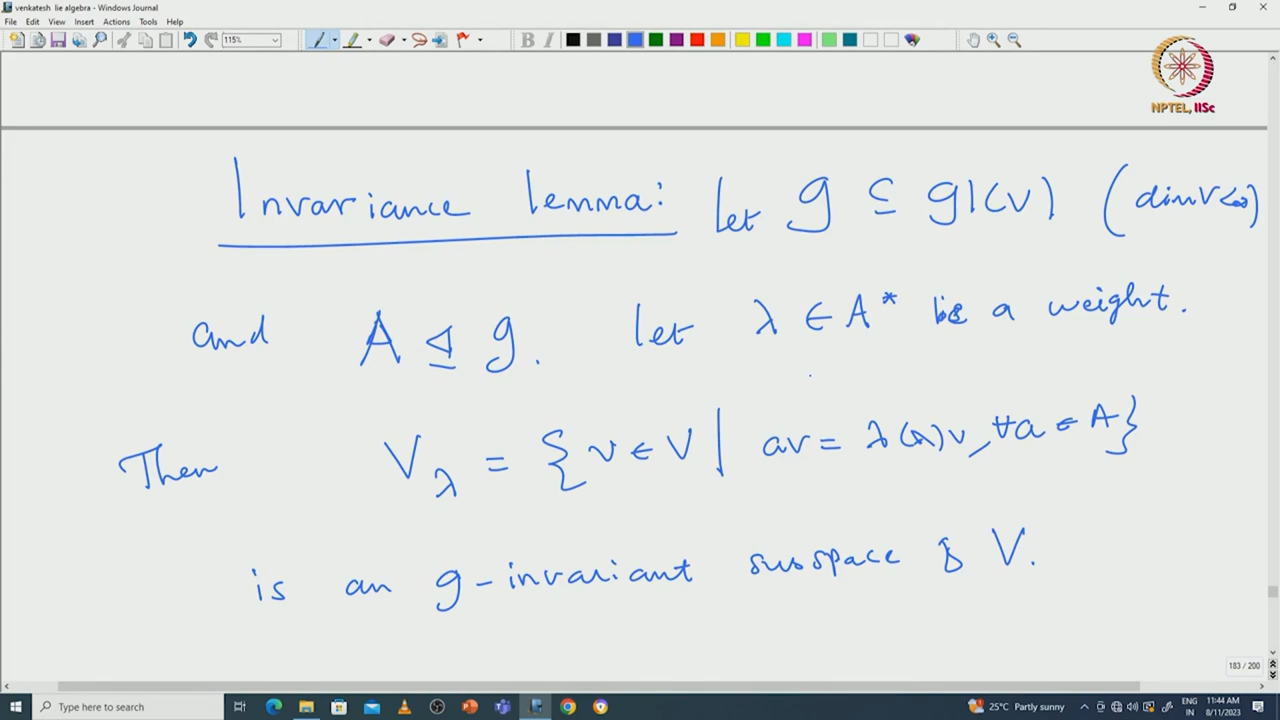 venkatesh lie algebra - Windows Journal
File Edit View Insert Actions Tools Help
115%
NPTEL, IISc
Invariance lemma: let g ⊆ gl(V) (dim V<∞)
and A ⊴ g. let λ ∈ A* be a weight.
Then V_λ = { v ∈ V | av = λ(a)v, ∀a ∈ A }
is an g-invariant subspace of V.
183 / 200
Type here to search
25°C Partly sunny
ENG
IN
11:44 AM
8/11/2023